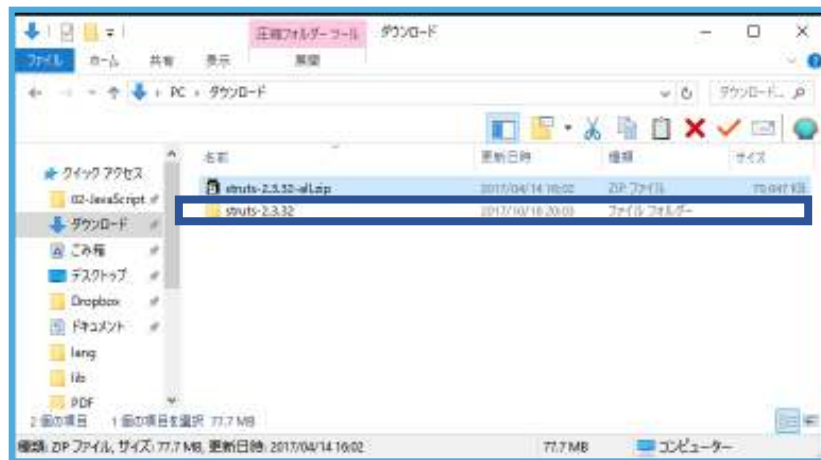 圧縮フォルダー ツール ダウンロード
ファイル ホーム 共有 表示 展開
PC › ダウンロード
ダウンロード...
名前 更新日時 種類 サイズ
クイック アクセス
02-JavaScript
ダウンロード
ごみ箱
デスクトップ
Dropbox
ドキュメント
lang
lib
PDF
struts-2.3.32-all.zip 2017/04/14 16:02 ZIP ファイル
struts-2.3.32 2017/10/16 20:03 ファイル フォルダー
2 個の項目 1 個の項目を選択 77.7 MB
種類: ZIP ファイル, サイズ: 77.7 MB, 更新日時: 2017/04/14 16:02 77.7 MB コンピューター